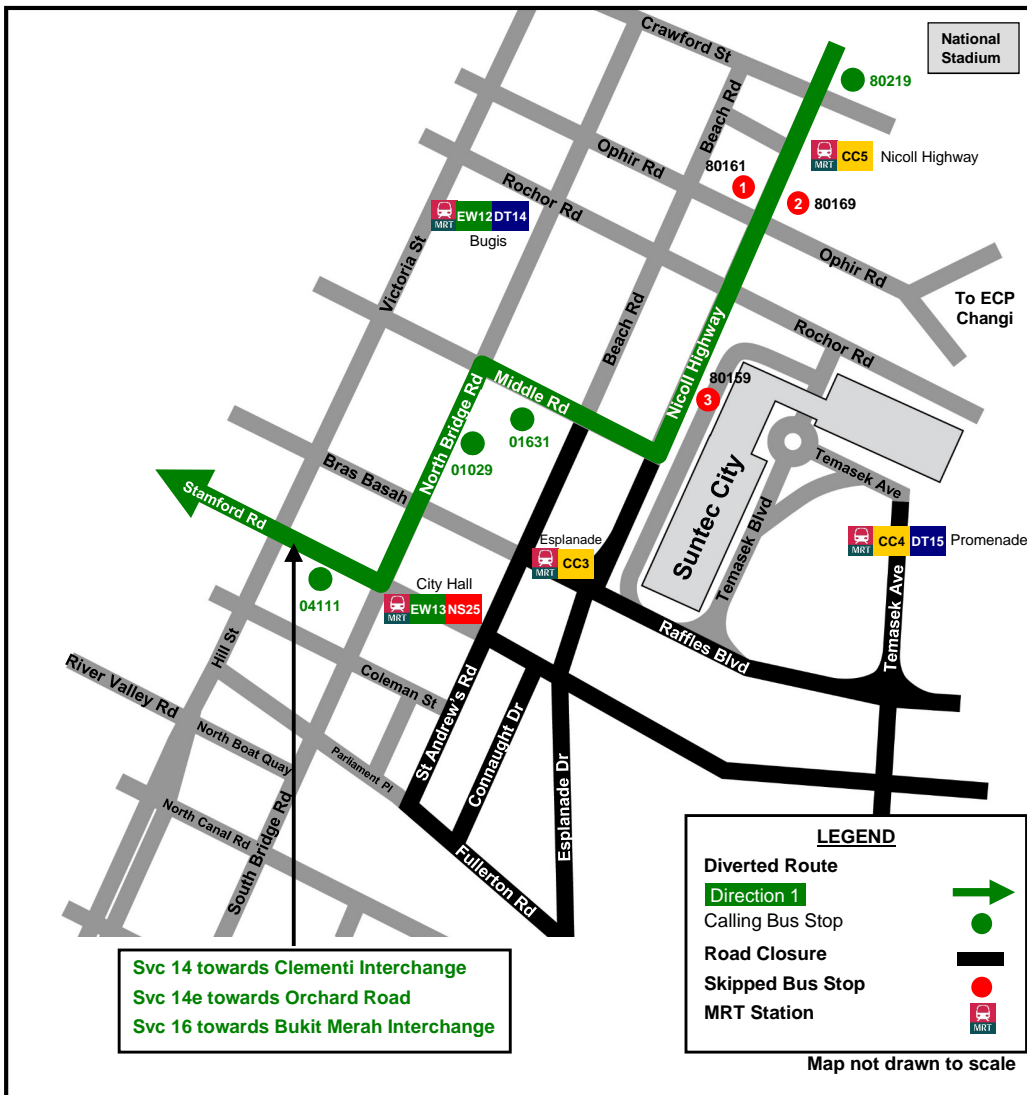 Crawford St
National
Stadium
80219
Beach Rd
Ophir Rd
80161
MRT
CC5
Nicoll Highway
1
2
80169
Rochor Rd
MRT
EW12
DT14
Bugis
Victoria St
Ophir Rd
To ECP
Changi
Beach Rd
Nicoll Highway
Rochor Rd
Middle Rd
80159
3
North Bridge Rd
01631
01029
Bras Basah
Temasek Ave
Stamford Rd
Suntec City
Temasek Blvd
Esplanade
MRT
CC3
MRT
CC4
DT15
Promenade
04111
City Hall
MRT
EW13
NS25
Temasek Ave
Raffles Blvd
Hill St
River Valley Rd
Coleman St
St Andrew's Rd
North Boat Quay
Parliament Pl
Connaught Dr
Esplanade Dr
North Canal Rd
South Bridge Rd
Fullerton Rd
LEGEND
Diverted Route
Direction 1
Calling Bus Stop
Road Closure
Skipped Bus Stop
MRT Station
MRT
Svc 14 towards Clementi Interchange
Svc 14e towards Orchard Road
Svc 16 towards Bukit Merah Interchange
Map not drawn to scale